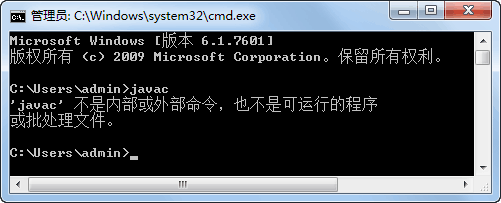 管理员: C:\Windows\system32\cmd.exe
Microsoft Windows [版本 6.1.7601]
版权所有 (c) 2009 Microsoft Corporation。保留所有权利。
C:\Users\admin>javac
'javac' 不是内部或外部命令，也不是可运行的程序
或批处理文件。
C:\Users\admin>_